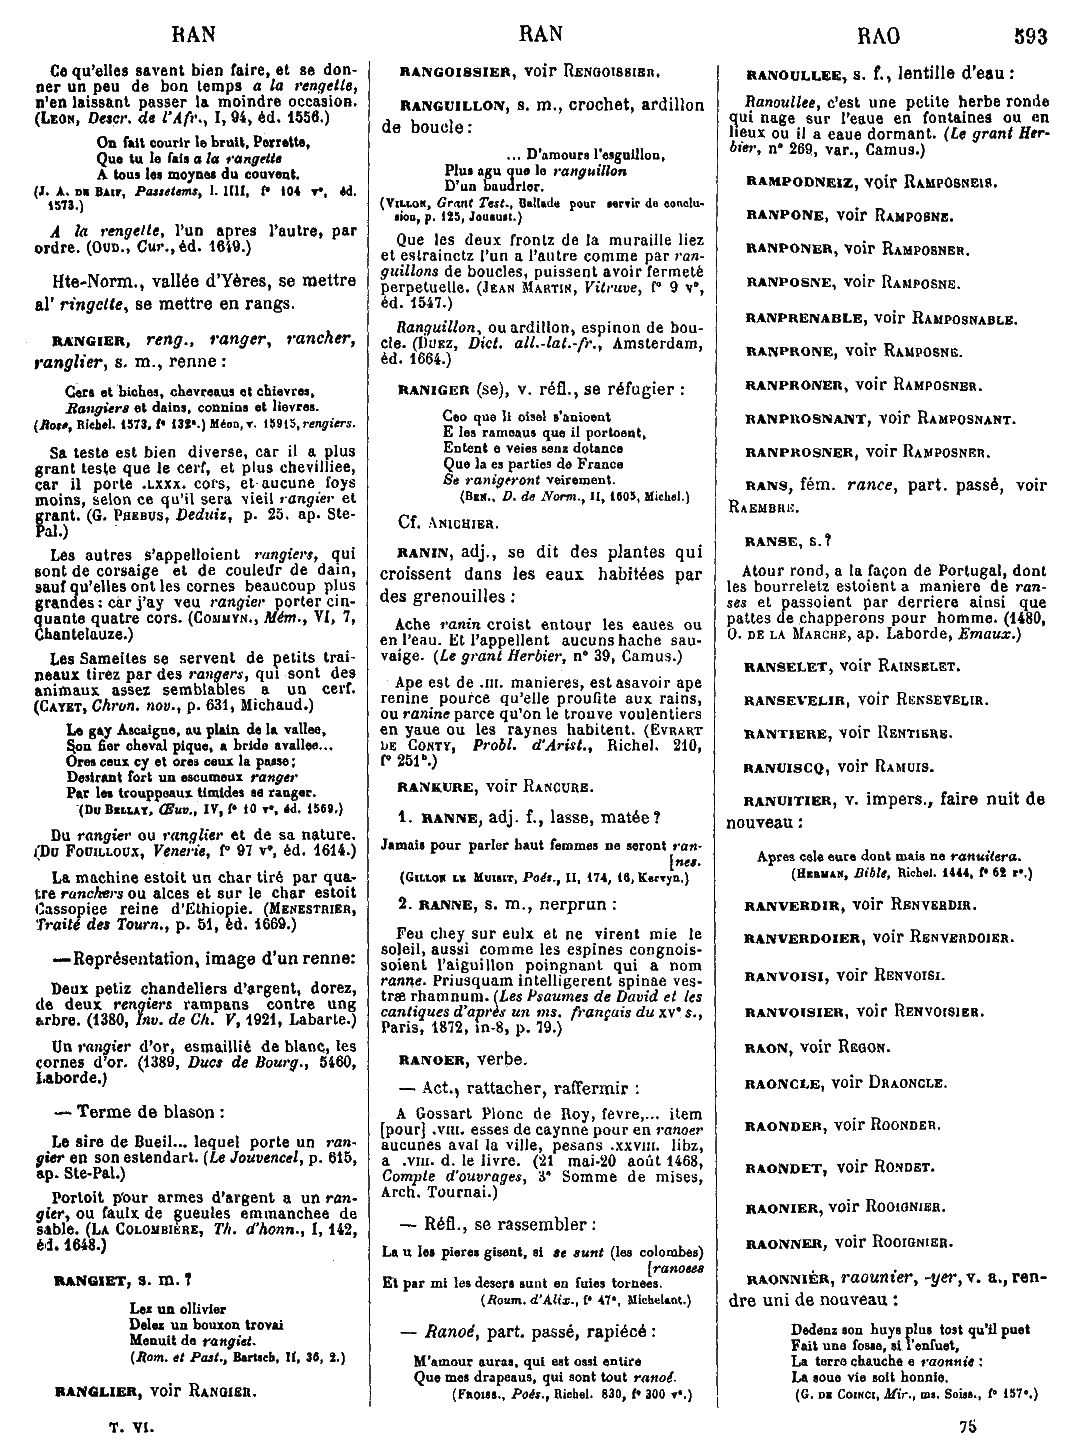 RAN
RAN
RAO
593
Ce qu'elles savent bien faire, et se don-
ner un peu de bon temps a la rengette,
n'en laissant passer la moindre occasion.
(LEON, Descr. de l'Afr., I, 94, éd. 1556.)
On fait courir le bruit, Perrette,
Que tu le fais a la rangette
A tous les moynes du couvent.
(J. A. DE BAIF, Passetems, l. IIII, f° 104 v°, éd.
1573.)
A la rengette, l'un apres l'autre, par
ordre. (OUD., Cur., éd. 1649.)
Hte-Norm., vallée d'Yères, se mettre
al' ringette, se mettre en rangs.
RANGIER, reng., ranger, rancher,
ranglier, s. m., renne :
Cers et biches, chevreaus et chievres,
Rangiers et dains, connins et lievres.
(Rose, Richel. 1573, f° 132ª.) Méon, v. 15915, rengiers.
Sa teste est bien diverse, car il a plus
grant teste que le cerf, et plus chevilliee,
car il porte .LXXX. cors, et aucune foys
moins, selon ce qu'il sera vieil rangier et
grant. (G. PHEBUS, Deduiz, p. 25. ap. Ste-
Pal.)
Les autres s'appelloient rangiers, qui
sont de corsaige et de couleur de dain,
sauf qu'elles ont les cornes beaucoup plus
grandes : car j'ay veu rangier porter cin-
quante quatre cors. (COMMYN., Mém., VI, 7,
Chantelauze.)
Les Sameites se servent de petits trai-
neaux tirez par des rangers, qui sont des
animaux assez semblables a un cerf.
(CAYET, Chron. nov., p. 631, Michaud.)
Le gay Ascaigne, au plain de la vallee,
Son fier cheval pique, a bride avallee...
Ores ceux cy et ores ceux la passe ;
Desirant fort un escumeux ranger
Par les trouppeaux timides se ranger.
(DU BELLAY, Œuv., IV, f° 10 v°, éd. 1569.)
Du rangier ou ranglier et de sa nature.
(DU FOUILLOUX, Venerie, f° 97 v°, éd. 1614.)
La machine estoit un char tiré par qua-
tre ranchers ou alces et sur le char estoit
Cassopiee reine d'Ethiopie. (MENESTRIER,
Traité des Tourn., p. 51, éd. 1669.)
—Représentation, image d'un renne:
Deux petiz chandelliers d'argent, dorez,
de deux rengiers rampans contre ung
arbre. (1380, Inv. de Ch. V, 1921, Labarte.)
Un rangier d'or, esmaillié de blanc, les
cornes d'or. (1389, Ducs de Bourg., 5460,
Laborde.)
— Terme de blason :
Le sire de Bueil... lequel porte un ran-
gier en son estendart. (Le Jouvencel, p. 615,
ap. Ste-Pal.)
Portoit pour armes d'argent a un ran-
gier, ou faulx de gueules emmanchee de
sable. (LA COLOMBIERE, Th. d'honn., I, 142,
éd. 1648.)
RANGIET, s. m. ?
Lez un ollivier
Delez un bouxon trovai
Menuit de rangiet.
(Rom. et Past., Bartsch, II, 36, 2.)
RANGLIER, voir RANGIER.
T. VI.
RANGOISSIER, voir RENGOISSIER.
RANGUILLON, s. m., crochet, ardillon
de boucle :
... D'amours l'esguillon,
Plus agu que le ranguillon
D'un baudrier.
(VILLON, Grant Test., Ballade pour servir de conclu-
sion, p. 125, Jouaust.)
Que les deux frontz de la muraille liez
et estrainctz l'un a l'autre comme par ran-
guillons de boucles, puissent avoir fermeté
perpetuelle. (JEAN MARTIN, Vitruve, f° 9 v°,
éd. 1547.)
Ranguillon, ou ardillon, espinon de bou-
cle. (DUEZ, Dict. all.-lat.-fr., Amsterdam,
éd. 1664.)
RANIGER (se), v. réfl., se réfugier :
Ceo que li oisel s'anioent
E les rameaus que il portoent,
Entent e veies senz dotance
Que la es parties de France
Se ranigeront veirement.
(BEN., D. de Norm., II, 1605, Michel.)
Cf. ANICHIER.
RANIN, adj., se dit des plantes qui
croissent dans les eaux habitées par
des grenouilles :
Ache ranin croist entour les eaues ou
en l'eau. Et l'appellent aucuns hache sau-
vaige. (Le grant Herbier, n° 39, Camus.)
Ape est de .III. manieres, est asavoir ape
renine pource qu'elle proufite aux rains,
ou ranine parce qu'on le trouve voulentiers
en yaue ou les raynes habitent. (EVRART
DE CONTY, Probl. d'Arist., Richel. 210,
f° 251ᵇ.)
RANKURE, voir RANCURE.
1. RANNE, adj. f., lasse, matée ?
Jamais pour parler haut femmes ne seront ran-
[nes.
(GILLON LE MUISIT, Poés., II, 174, 16, Kervyn.)
2. RANNE, s. m., nerprun :
Feu chey sur eulx et ne virent mie le
soleil, aussi comme les espines congnois-
soient l'aiguillon poingnant qui a nom
ranne. Priusquam intelligerent spinae ves-
træ rhamnum. (Les Psaumes de David et les
cantiques d'après un ms. français du xv° s.,
Paris, 1872, in-8, p. 79.)
RANOER, verbe.
— Act., rattacher, raffermir :
A Gossart Plonc de Roy, fevre,... item
[pour] .VIII. esses de caynne pour en ranoer
aucunes aval la ville, pesans .XXVIII. libz,
a .VIII. d. le livre. (21 mai-20 août 1468,
Compte d'ouvrages, 3° Somme de mises,
Arch. Tournai.)
— Réfl., se rassembler :
La u les pieres gisent, si se sunt (les colombes)
[ranoees
Et par mi les desers sunt en fuies tornees.
(Roum. d'Alix., f° 47ª, Michelant.)
— Ranoé, part. passé, rapiécé :
M'amour auras, qui est ossi entire
Que mes drapeaus, qui sont tout ranoé.
(FROISS., Poés., Richel. 830, f° 300 v°.)
RANOULLEE, s. f., lentille d'eau :
Ranoullee, c'est une petite herbe ronde
qui nage sur l'eaue en fontaines ou en
lieux ou il a eaue dormant. (Le grant Her-
bier, n° 269, var., Camus.)
RAMPODNEIZ, voir RAMPOSNEIS.
RANPONE, voir RAMPOSNE.
RANPONER, voir RAMPOSNER.
RANPOSNE, voir RAMPOSNE.
RANPRENABLE, voir RAMPOSNABLE.
RANPRONE, voir RAMPOSNE.
RANPRONER, voir RAMPOSNER.
RANPROSNANT, voir RAMPOSNANT.
RANPROSNER, voir RAMPOSNER.
RANS, fém. rance, part. passé, voir
RAEMBRE.
RANSE, s. ?
Atour rond, a la façon de Portugal, dont
les bourreletz estoient a maniere de ran-
ses et passoient par derriere ainsi que
pattes de chapperons pour homme. (1480,
O. DE LA MARCHE, ap. Laborde, Emaux.)
RANSELET, voir RAINSELET.
RANSEVELIR, voir RENSEVELIR.
RANTIERE, voir RENTIERE.
RANUISCQ, voir RAMUIS.
RANUITIER, v. impers., faire nuit de
nouveau :
Apres cele eure dont mais ne ranuitera.
(HERMAN, Bible, Richel. 1444, f° 62 r°.)
RANVERDIR, voir RENVERDIR.
RANVERDOIER, voir RENVERDOIER.
RANVOISI, voir RENVOISI.
RANVOISIER, voir RENVOISIER.
RAON, voir REGON.
RAONCLE, voir DRAONCLE.
RAONDER, voir ROONDER.
RAONDET, voir RONDET.
RAONIER, voir ROOIGNIER.
RAONNER, voir ROOIGNIER.
RAONNIER, raounier, -yer, v. a., ren-
dre uni de nouveau :
Dedenz son huys plus tost qu'il puet
Fait une fosse, si l'enfuet,
La terre chauche e raonnie :
La soue vie soit honnie.
(G. DE COINCI, Mir., ms. Soiss., f° 157ª.)
75